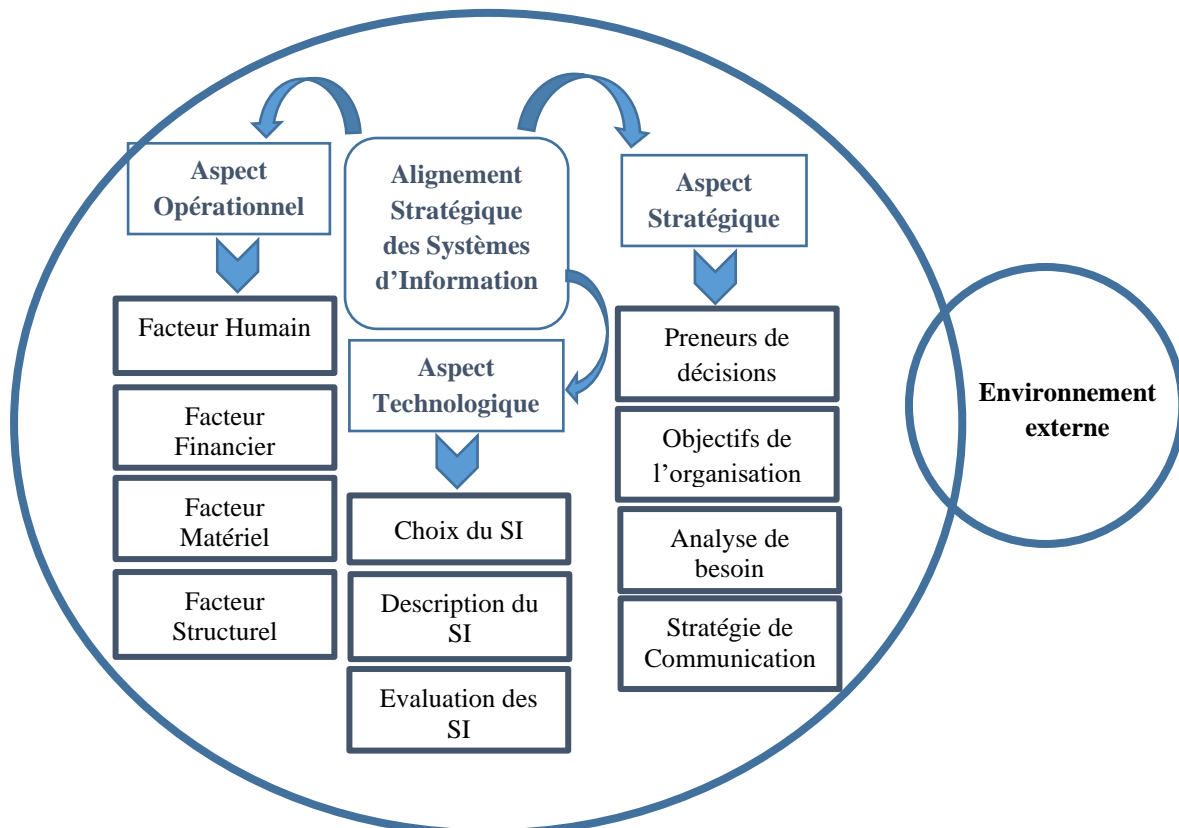 Alignement
Stratégique
des Systèmes
d’Information
Aspect
Opérationnel
Facteur Humain
Facteur
Financier
Facteur
Matériel
Facteur
Structurel
Aspect
Technologique
Choix du SI
Description du
SI
Evaluation des
SI
Aspect
Stratégique
Preneurs de
décisions
Objectifs de
l’organisation
Analyse de
besoin
Stratégie de
Communication
Environnement
externe